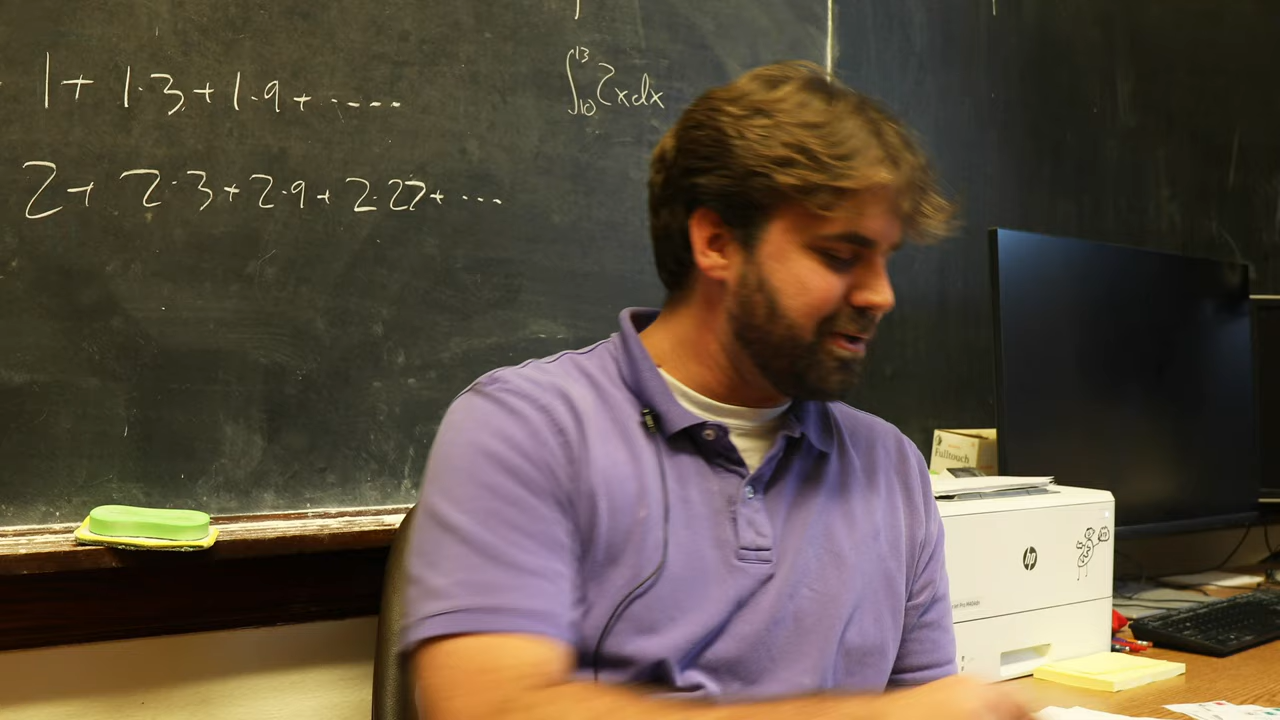 1 + 1·3 + 1·9 + ·····
2 + 2·3 + 2·9 + 2·27 + ···
∫₁₀¹³ 2x dx
Fulltouch
hp